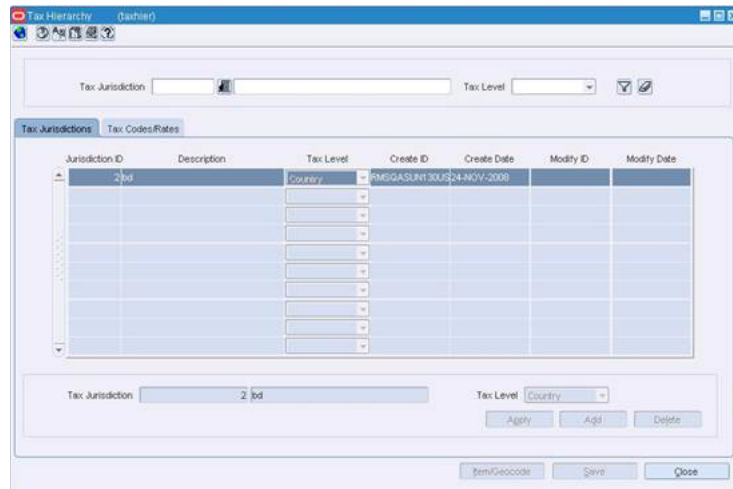 Tax Hierarchy (taxhier)
Tax Jurisdiction Tax Level
Tax Jurisdictions Tax Codes/Rates
Jurisdiction ID Description Tax Level Create ID Create Date Modify ID Modify Date
2 bd Country RMSQASUN130US 24-NOV-2008
Tax Jurisdiction 2 bd Tax Level Country
Apply Add Delete
Item/Geocode Save Close